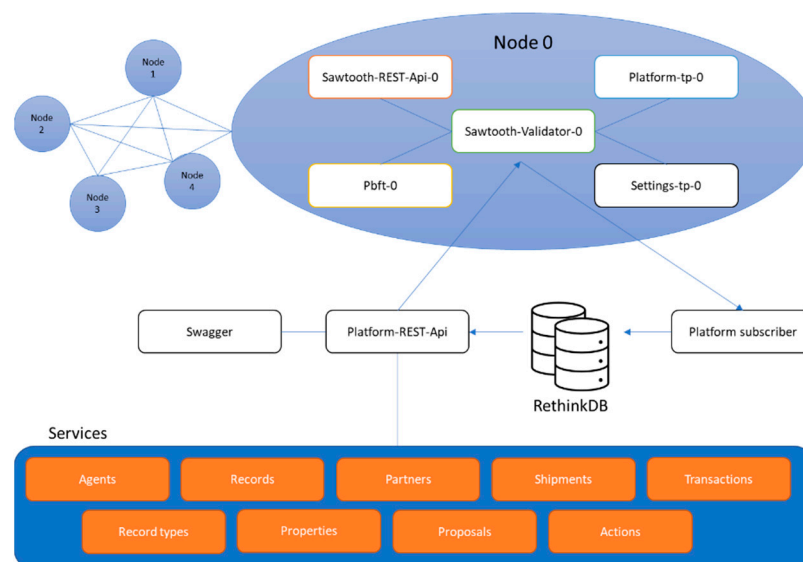 Node 0
Node
1
Node
2
Node
3
Node
4
Sawtooth-REST-Api-0
Platform-tp-0
Sawtooth-Validator-0
Pbft-0
Settings-tp-0
Swagger
Platform-REST-Api
Platform subscriber
RethinkDB
Services
Agents
Records
Partners
Shipments
Transactions
Record types
Properties
Proposals
Actions